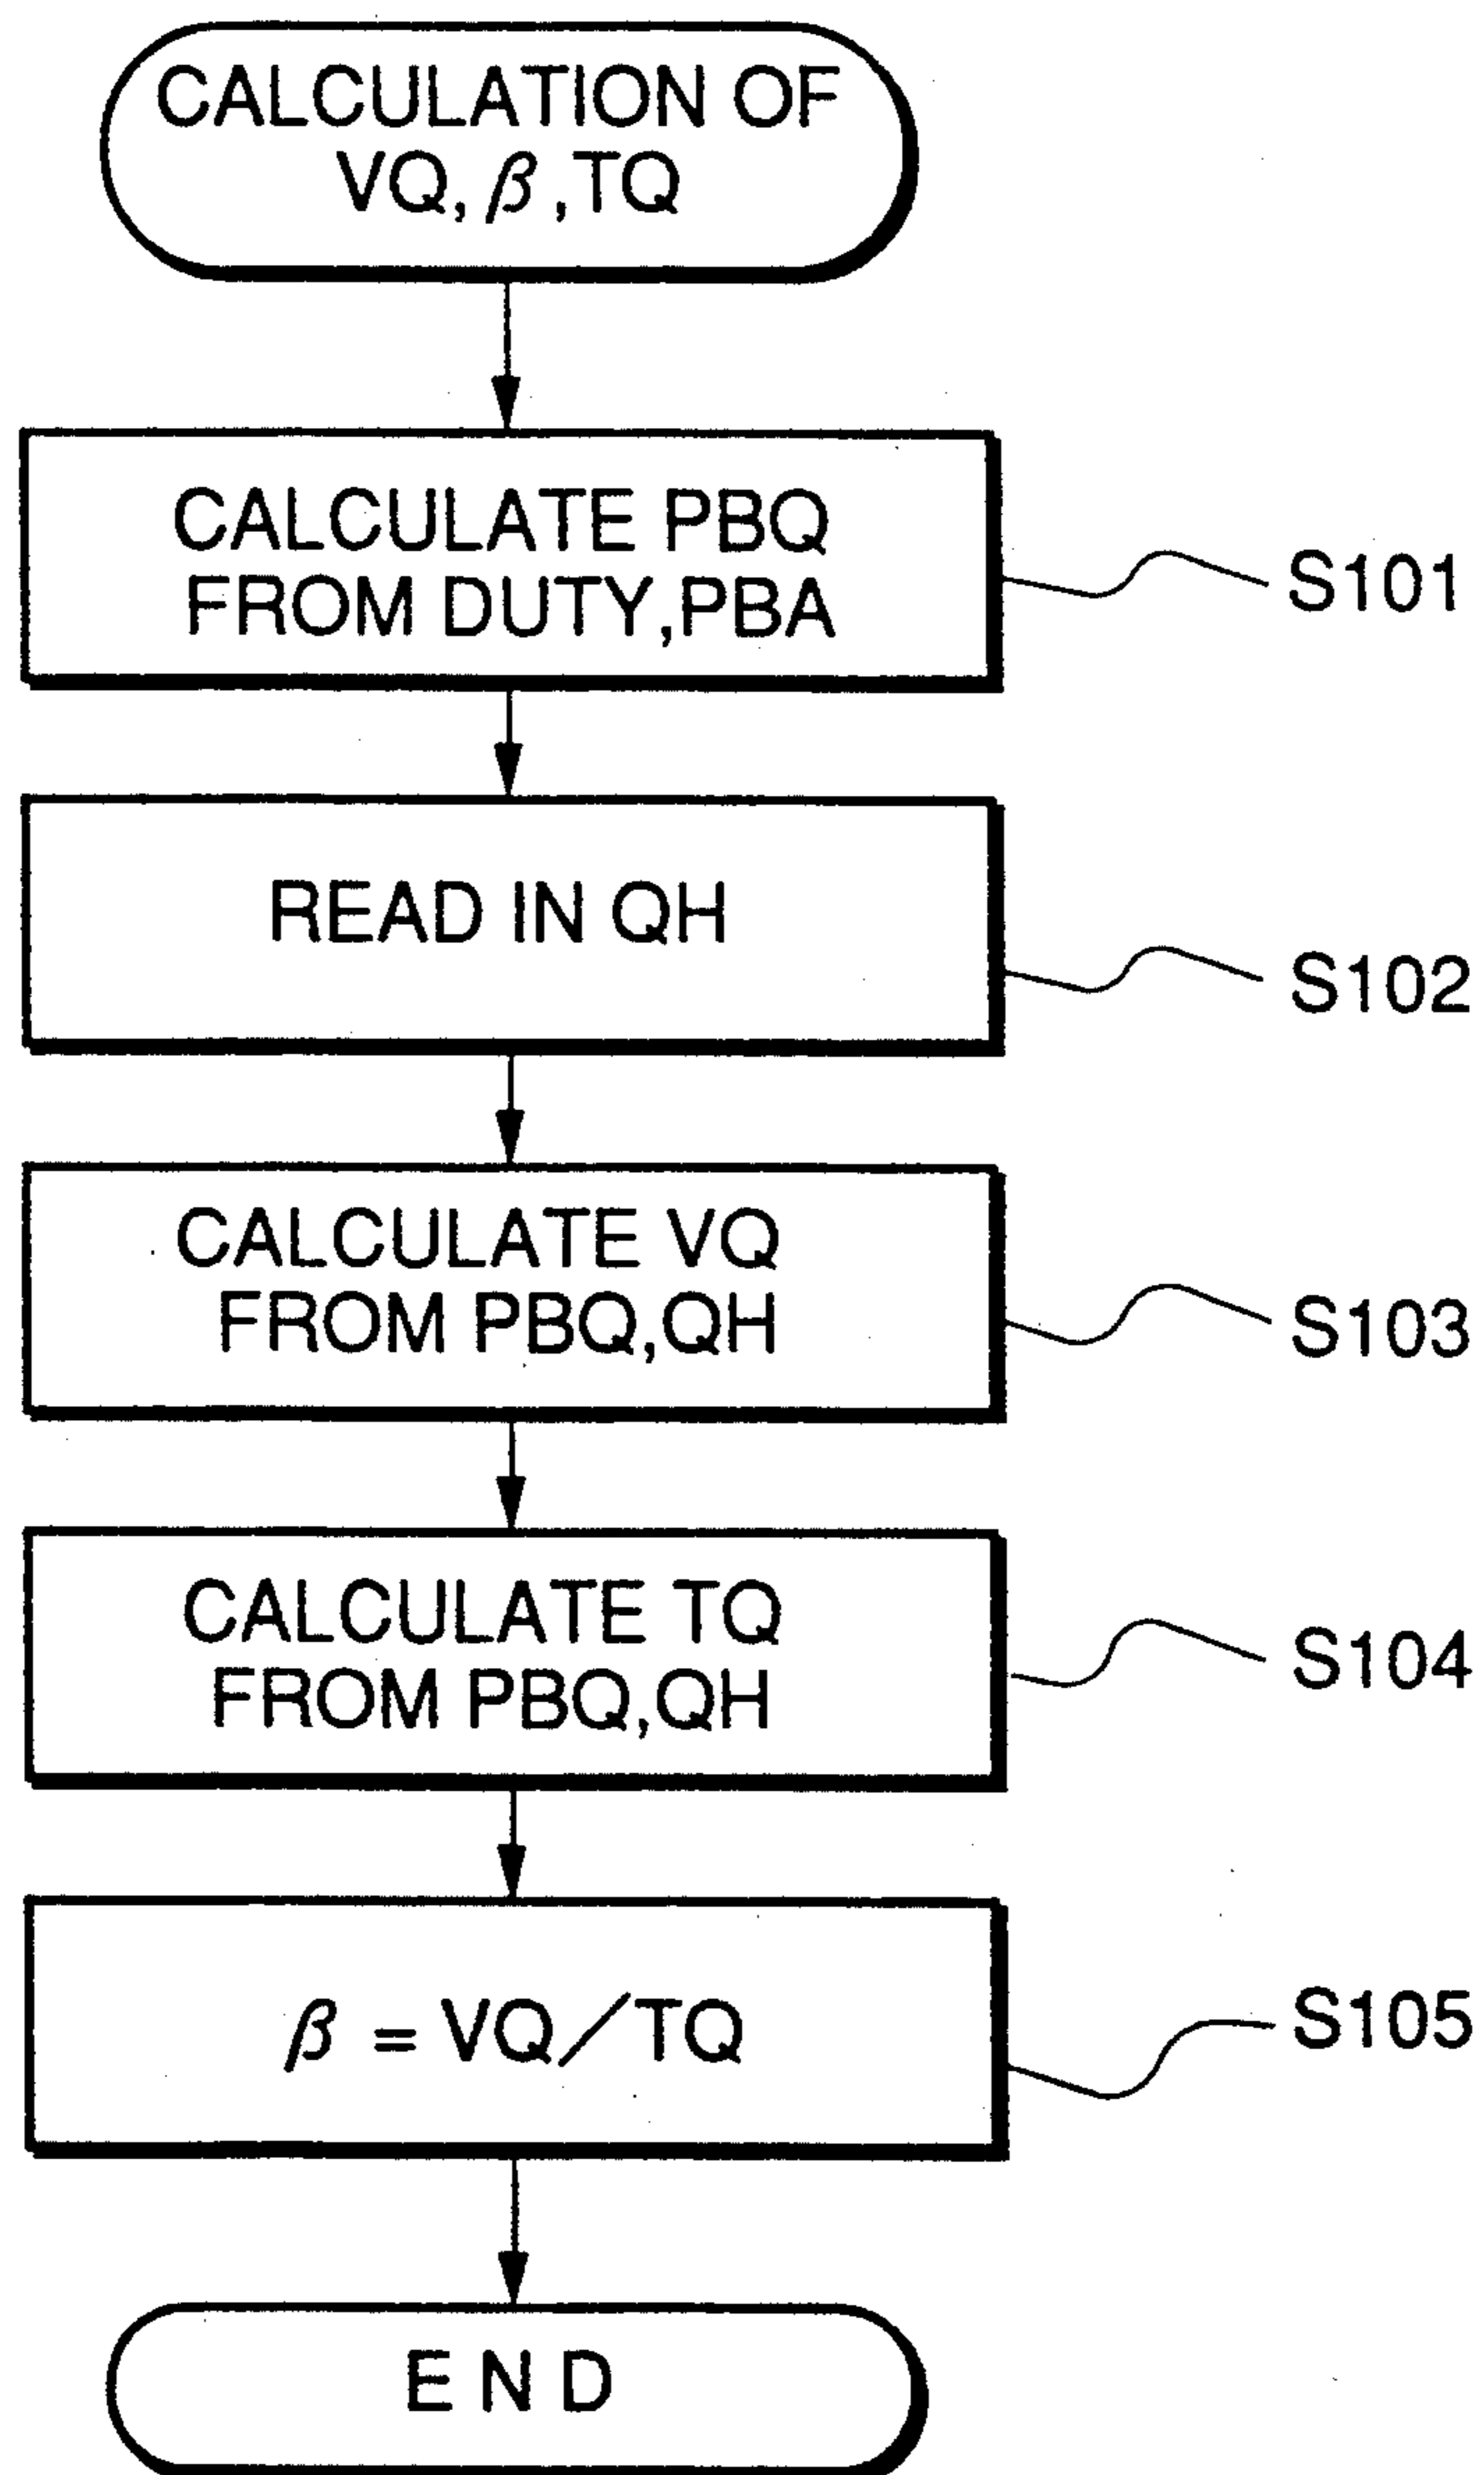 CALCULATION OF
VQ, β, TQ
CALCULATE PBQ
FROM DUTY, PBA
S101
READ IN QH
S102
CALCULATE VQ
FROM PBQ, QH
S103
CALCULATE TQ
FROM PBQ, QH
S104
β = VQ/TQ
S105
END